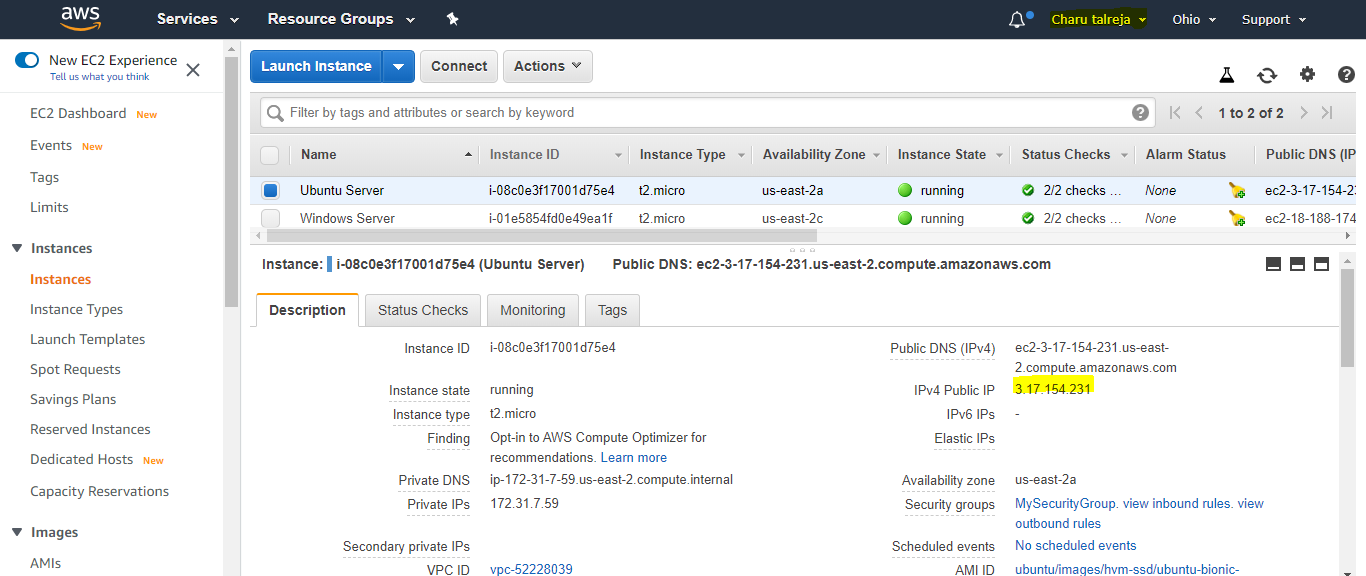 aws Services Resource Groups Charu talreja Ohio Support
New EC2 Experience
Tell us what you think
EC2 Dashboard New
Events New
Tags
Limits
Instances
Instances
Instance Types
Launch Templates
Spot Requests
Savings Plans
Reserved Instances
Dedicated Hosts New
Capacity Reservations
Images
AMIs
Launch Instance Connect Actions
Filter by tags and attributes or search by keyword ? 1 to 2 of 2
Name Instance ID Instance Type Availability Zone Instance State Status Checks Alarm Status Public DNS (IP
Ubuntu Server i-08c0e3f17001d75e4 t2.micro us-east-2a running 2/2 checks ... None ec2-3-17-154-23
Windows Server i-01e5854fd0e49ea1f t2.micro us-east-2c running 2/2 checks ... None ec2-18-188-174
Instance: i-08c0e3f17001d75e4 (Ubuntu Server) Public DNS: ec2-3-17-154-231.us-east-2.compute.amazonaws.com
Description Status Checks Monitoring Tags
Instance ID i-08c0e3f17001d75e4
Instance state running
Instance type t2.micro
Finding Opt-in to AWS Compute Optimizer for
recommendations. Learn more
Private DNS ip-172-31-7-59.us-east-2.compute.internal
Private IPs 172.31.7.59
Secondary private IPs
VPC ID vpc-52228039
Public DNS (IPv4) ec2-3-17-154-231.us-east-
2.compute.amazonaws.com
IPv4 Public IP 3.17.154.231
IPv6 IPs -
Elastic IPs
Availability zone us-east-2a
Security groups MySecurityGroup. view inbound rules. view
outbound rules
Scheduled events No scheduled events
AMI ID ubuntu/images/hvm-ssd/ubuntu-bionic-